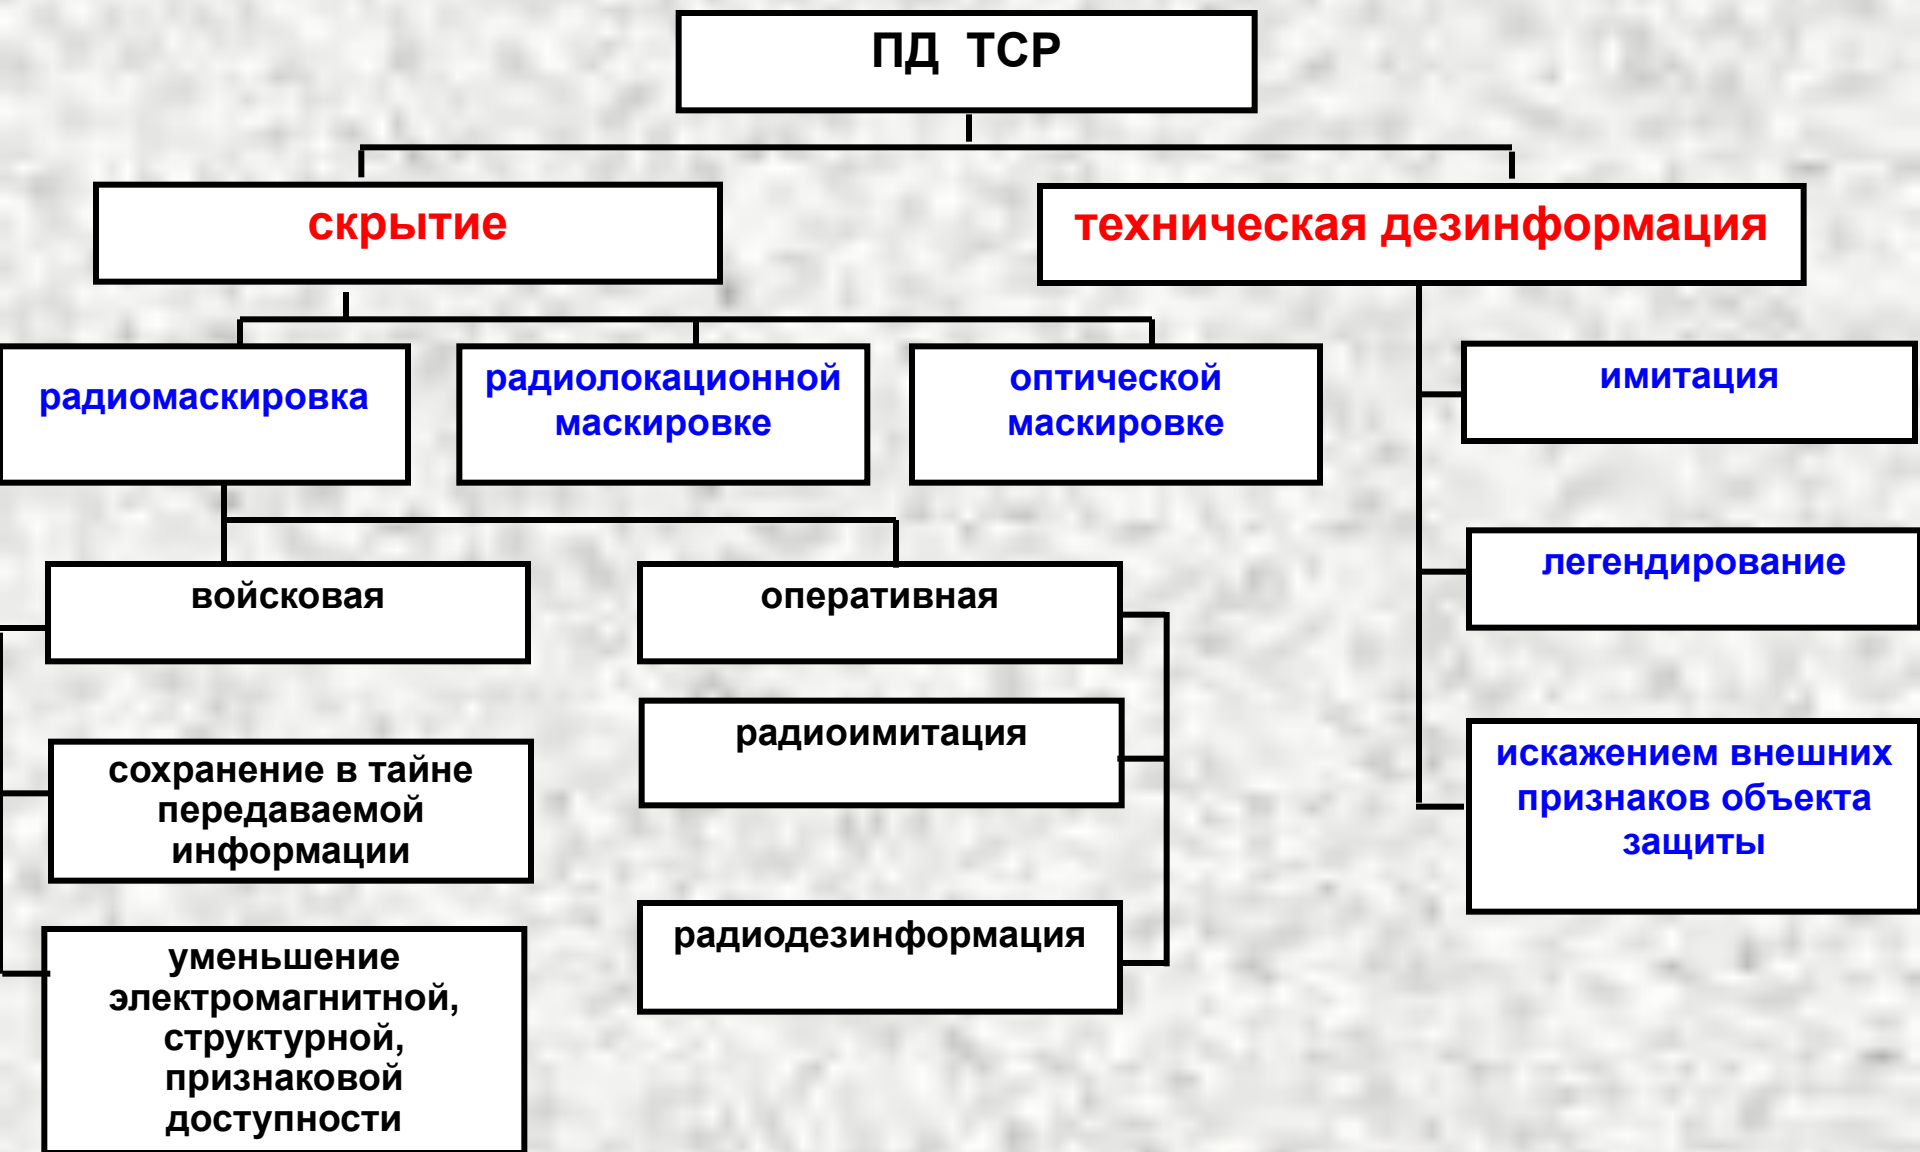 ПД ТСР
скрытие
техническая дезинформация
радиомаскировка
радиолокационной
маскировке
оптической
маскировке
имитация
легендирование
искажением внешних
признаков объекта
защиты
войсковая
сохранение в тайне
передаваемой
информации
уменьшение
электромагнитной,
структурной,
признаковой
доступности
оперативная
радиоимитация
радиодезинформация